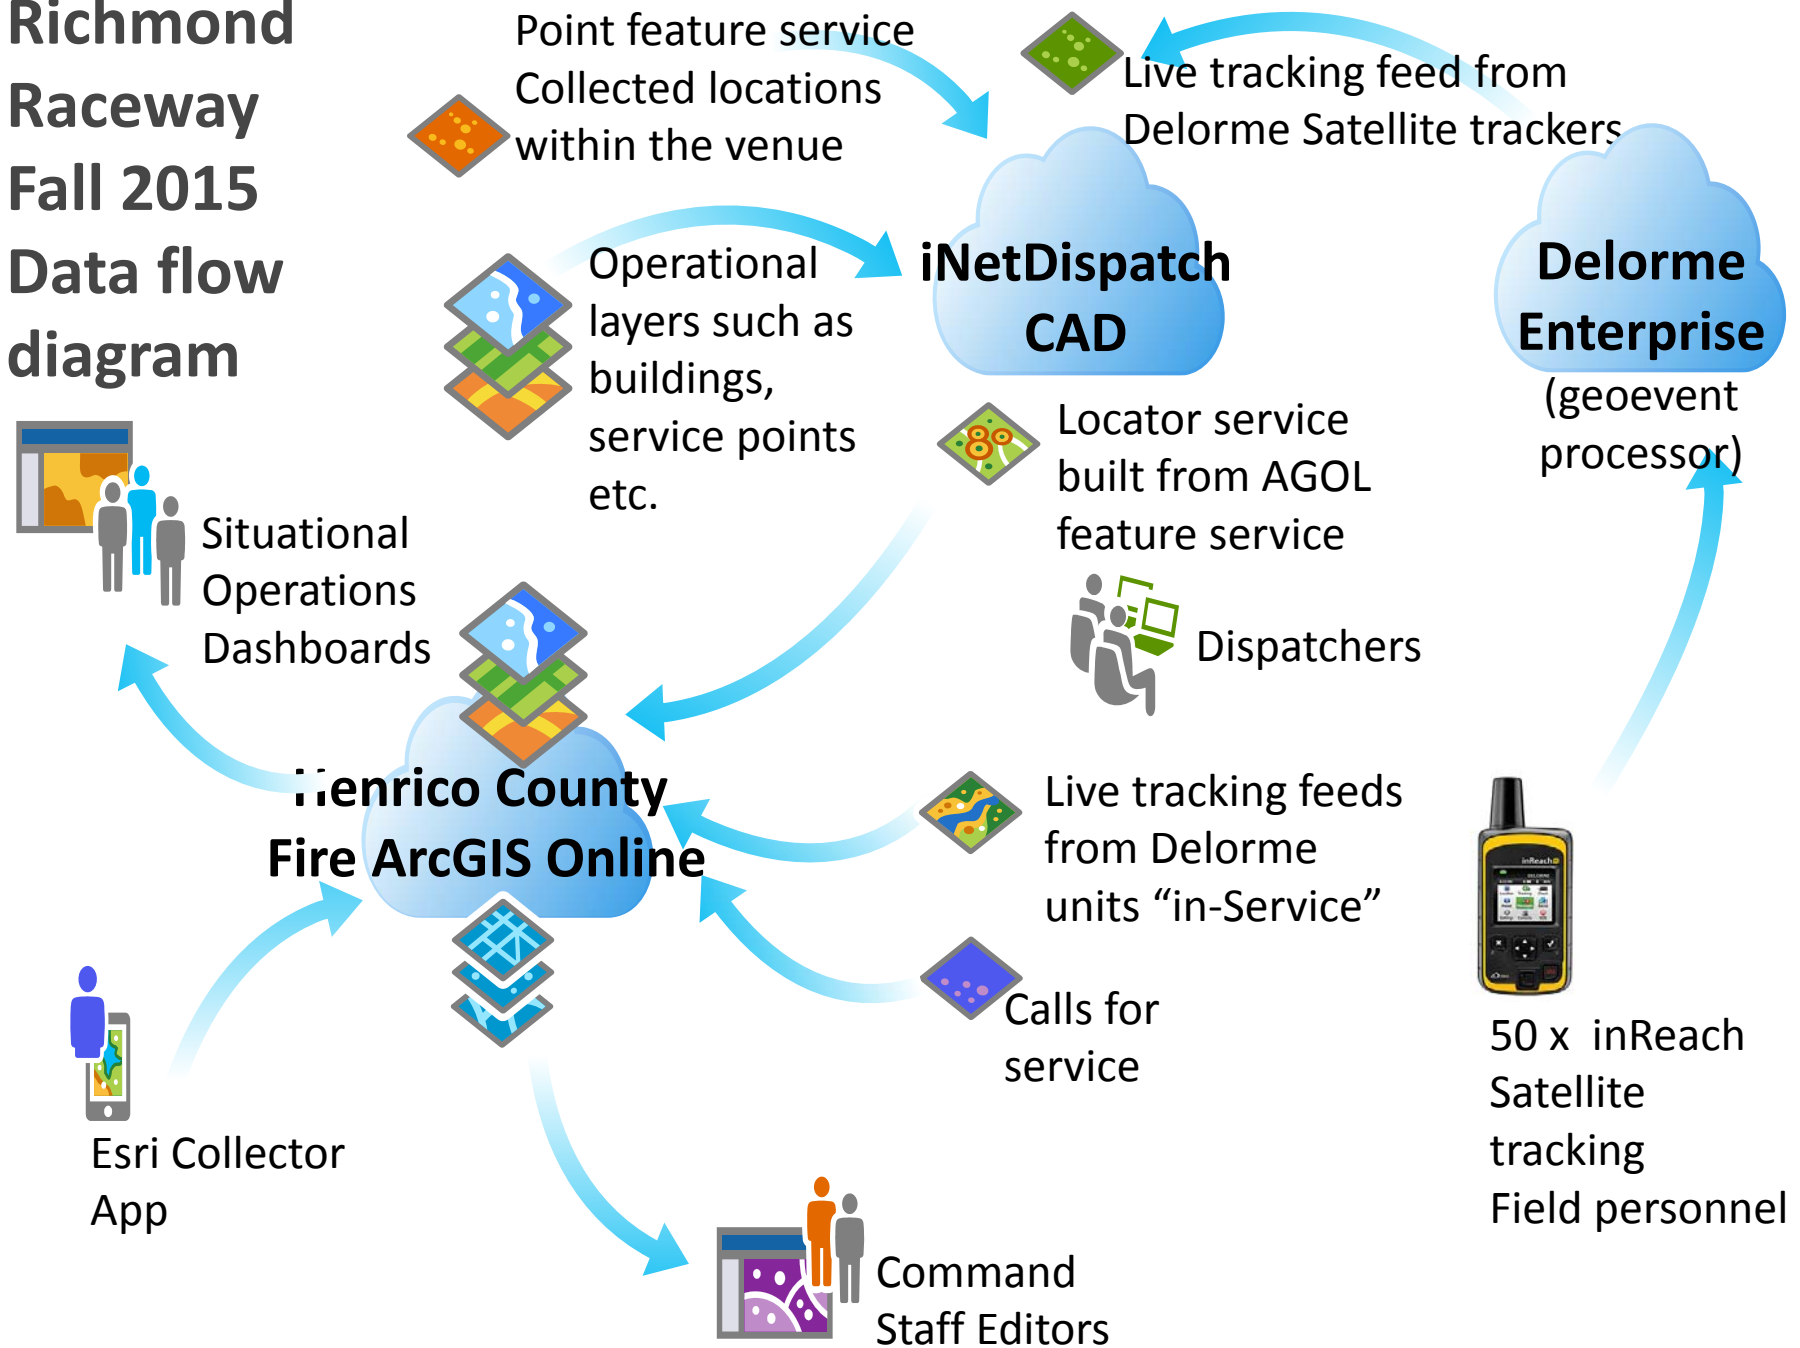 Richmond
Raceway
Fall 2015
Data flow
diagram
Point feature service
Collected locations
within the venue
Live tracking feed from
Delorme Satellite trackers
Operational
layers such as
buildings,
service points
etc.
iNetDispatch
CAD
Delorme
Enterprise
(geoevent
processor)
Locator service
built from AGOL
feature service
Situational
Operations
Dashboards
Dispatchers
Henrico County
Fire ArcGIS Online
Live tracking feeds
from Delorme
units “in-Service”
Calls for
service
inReach
50 x inReach
Satellite
tracking
Field personnel
Esri Collector
App
Command
Staff Editors